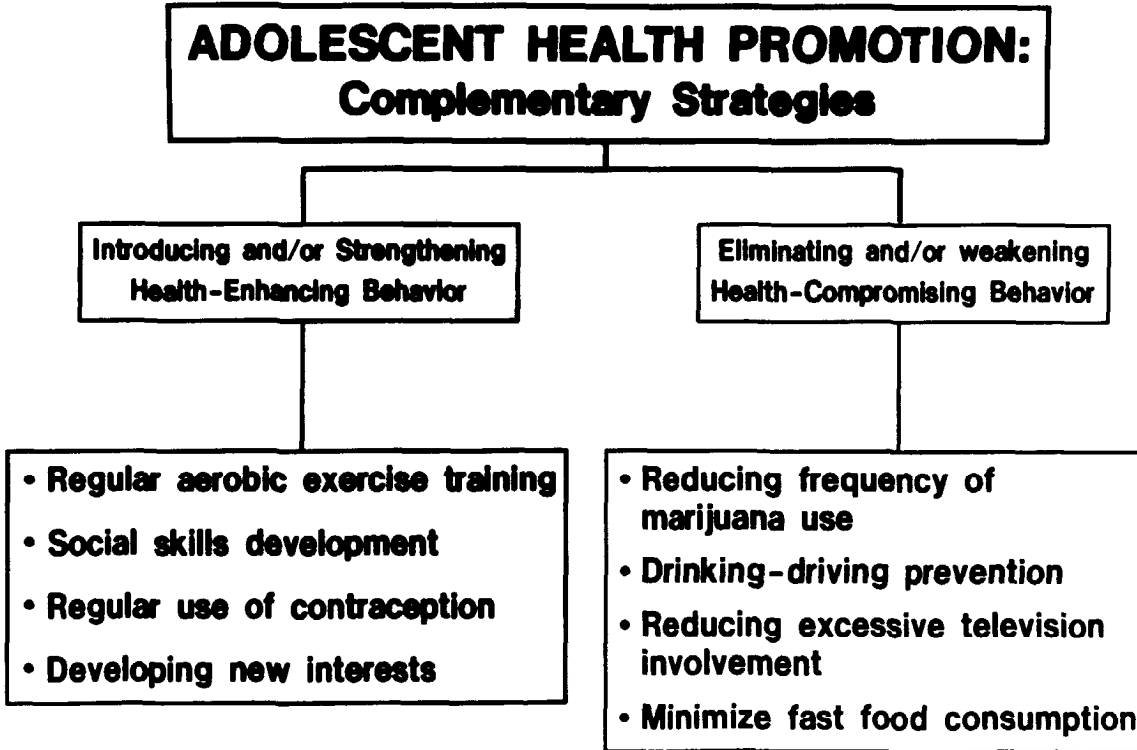 ADOLESCENT HEALTH PROMOTION:
Complementary Strategies
Introducing and/or Strengthening
Health-Enhancing Behavior
Eliminating and/or weakening
Health-Compromising Behavior
• Regular aerobic exercise training
• Social skills development
• Regular use of contraception
• Developing new interests
• Reducing frequency of
marijuana use
• Drinking-driving prevention
• Reducing excessive television
involvement
• Minimize fast food consumption